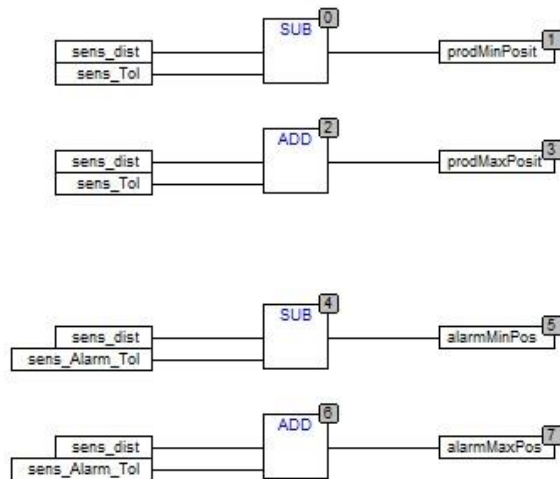 0
SUB
1
sens_dist
prodMinPosit
sens_Tol
2
ADD
3
sens_dist
prodMaxPosit
sens_Tol
4
SUB
5
sens_dist
alarmMinPos
sens_Alarm_Tol
6
ADD
7
sens_dist
alarmMaxPos
sens_Alarm_Tol